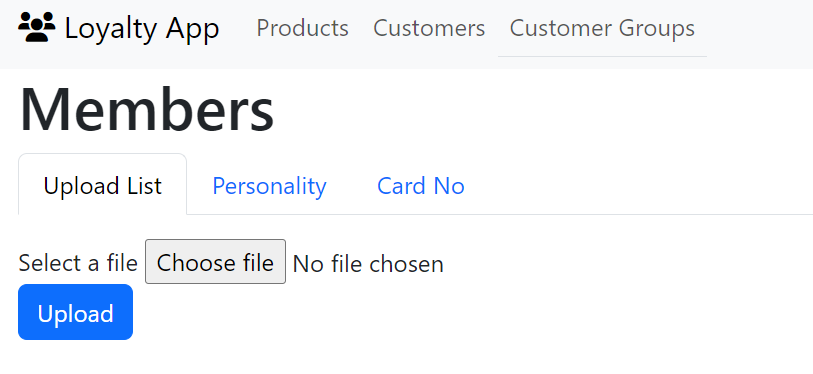 Loyalty App Products Customers Customer Groups
Members
Upload List Personality Card No
Select a file Choose file No file chosen
Upload